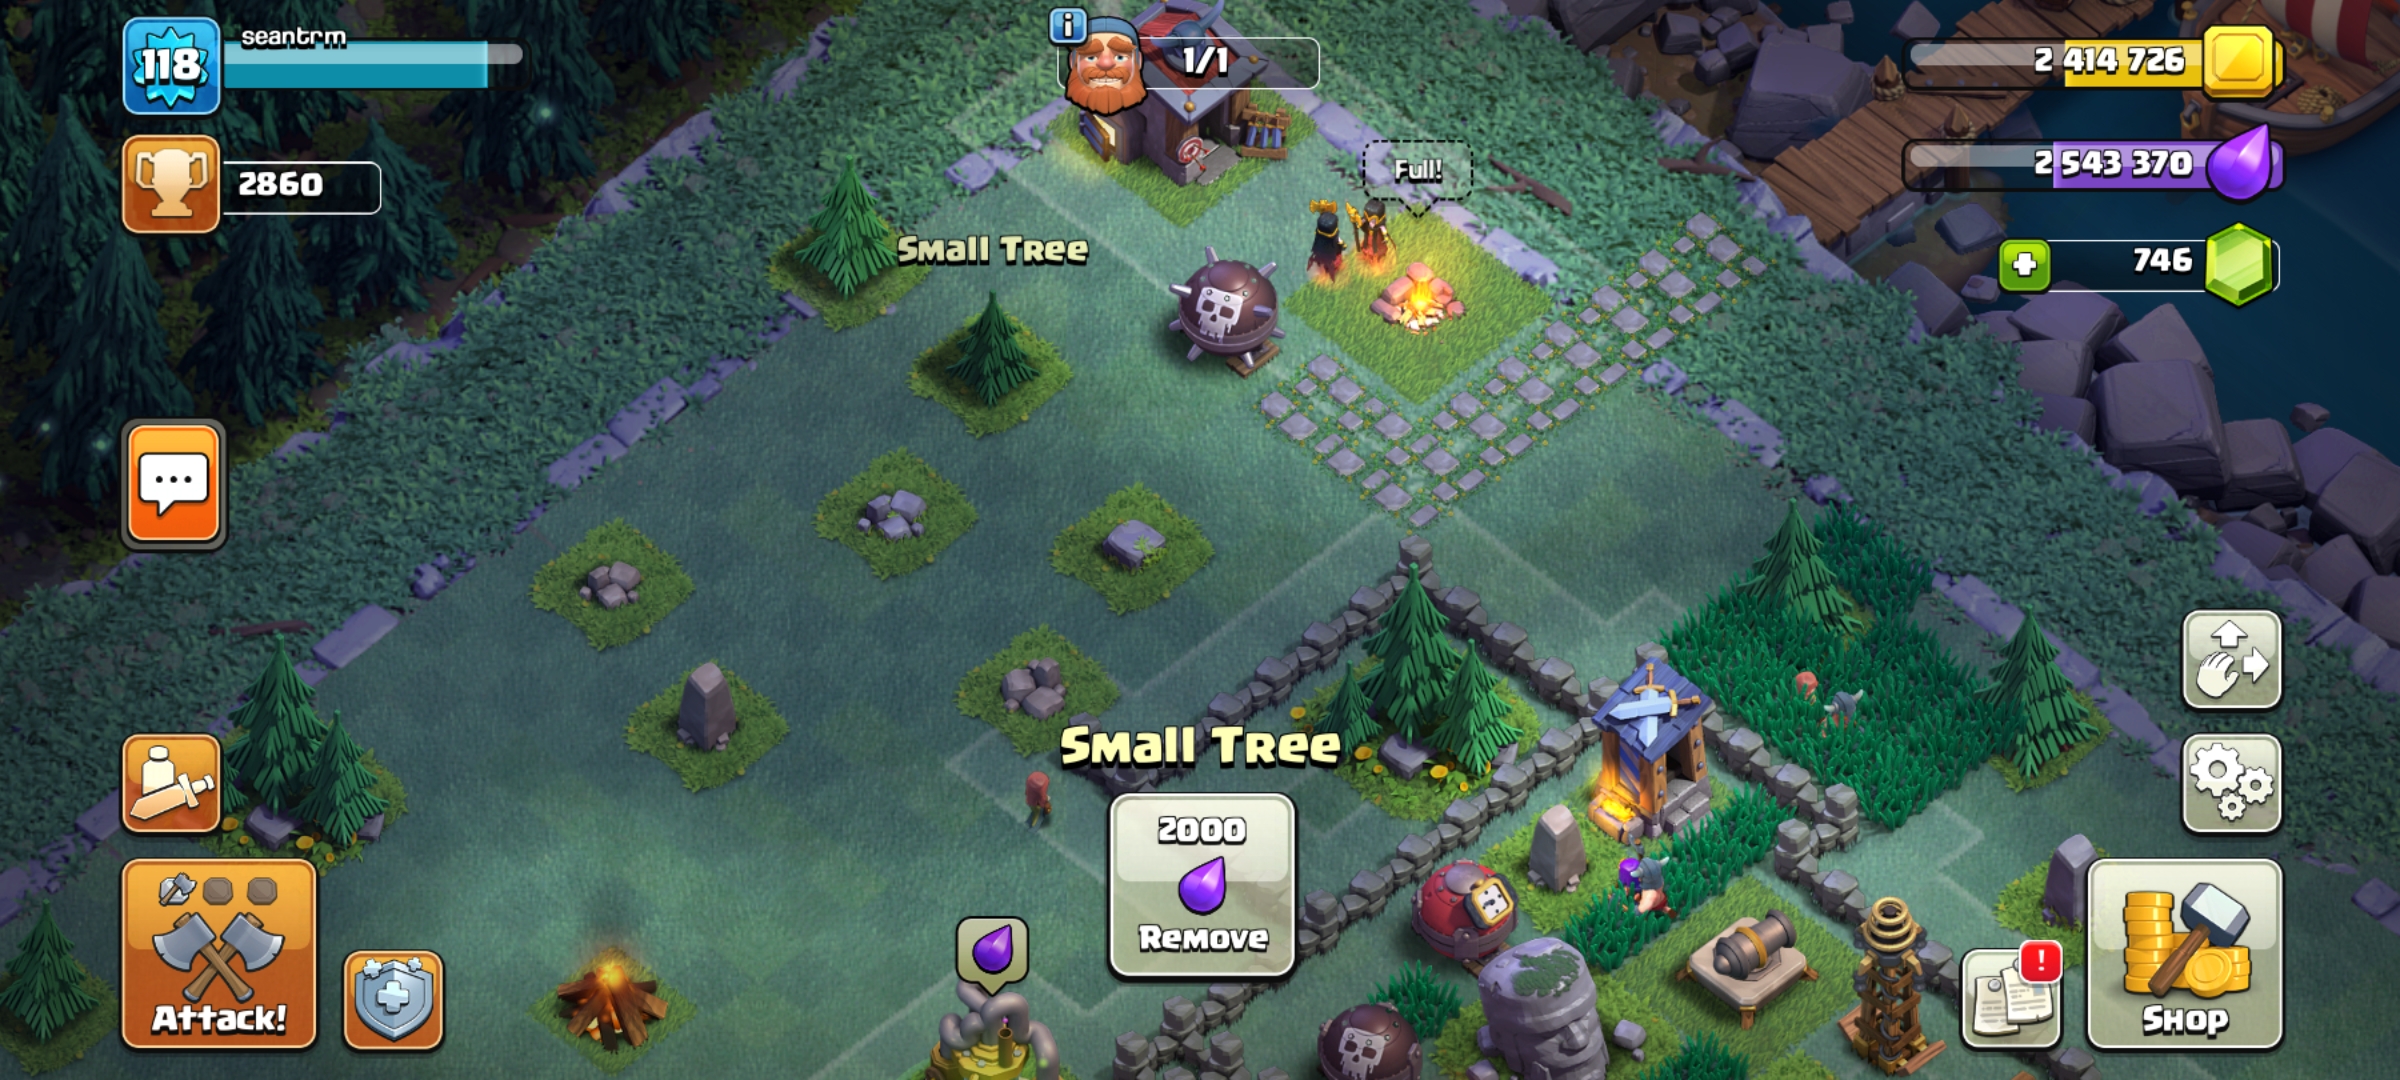 118
seantrm
i
1/1
2 414 726
2860
Full!
2 543 370
Small Tree
746
Small Tree
2000
Remove
Attack!
!
Shop